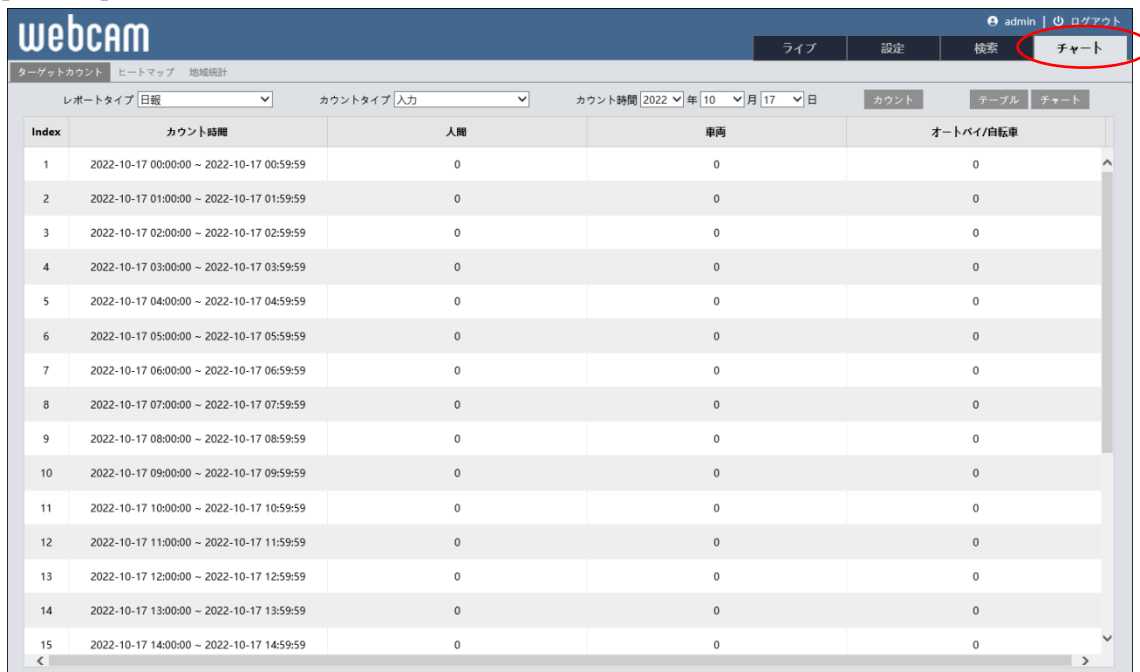 admin | ログアウト
webcam
ライブ 設定 検索 チャート
ターゲットカウント ヒートマップ 地域統計
レポートタイプ 日報 カウントタイプ 入力 カウント時間 2022 年 10 月 17 日 カウント テーブル チャート
Index カウント時間 人間 車両 オートバイ/自転車
1 2022-10-17 00:00:00 ~ 2022-10-17 00:59:59 0 0 0
2 2022-10-17 01:00:00 ~ 2022-10-17 01:59:59 0 0 0
3 2022-10-17 02:00:00 ~ 2022-10-17 02:59:59 0 0 0
4 2022-10-17 03:00:00 ~ 2022-10-17 03:59:59 0 0 0
5 2022-10-17 04:00:00 ~ 2022-10-17 04:59:59 0 0 0
6 2022-10-17 05:00:00 ~ 2022-10-17 05:59:59 0 0 0
7 2022-10-17 06:00:00 ~ 2022-10-17 06:59:59 0 0 0
8 2022-10-17 07:00:00 ~ 2022-10-17 07:59:59 0 0 0
9 2022-10-17 08:00:00 ~ 2022-10-17 08:59:59 0 0 0
10 2022-10-17 09:00:00 ~ 2022-10-17 09:59:59 0 0 0
11 2022-10-17 10:00:00 ~ 2022-10-17 10:59:59 0 0 0
12 2022-10-17 11:00:00 ~ 2022-10-17 11:59:59 0 0 0
13 2022-10-17 12:00:00 ~ 2022-10-17 12:59:59 0 0 0
14 2022-10-17 13:00:00 ~ 2022-10-17 13:59:59 0 0 0
15 2022-10-17 14:00:00 ~ 2022-10-17 14:59:59 0 0 0